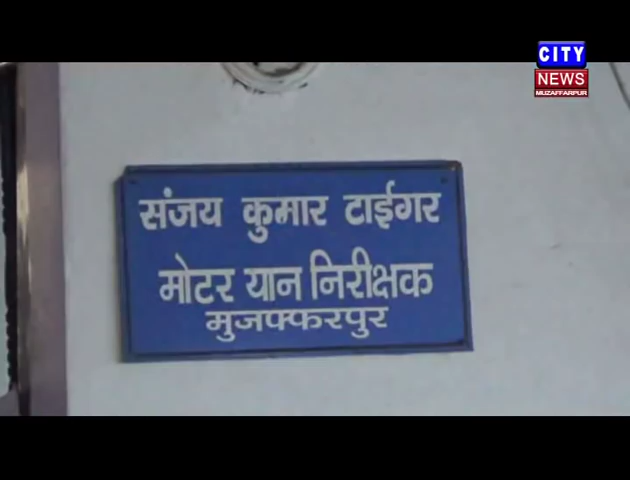 CITY
NEWS
MUZAFFARPUR
संजय कुमार टाईगर
मोटर यान निरीक्षक
मुजफ्फरपुर